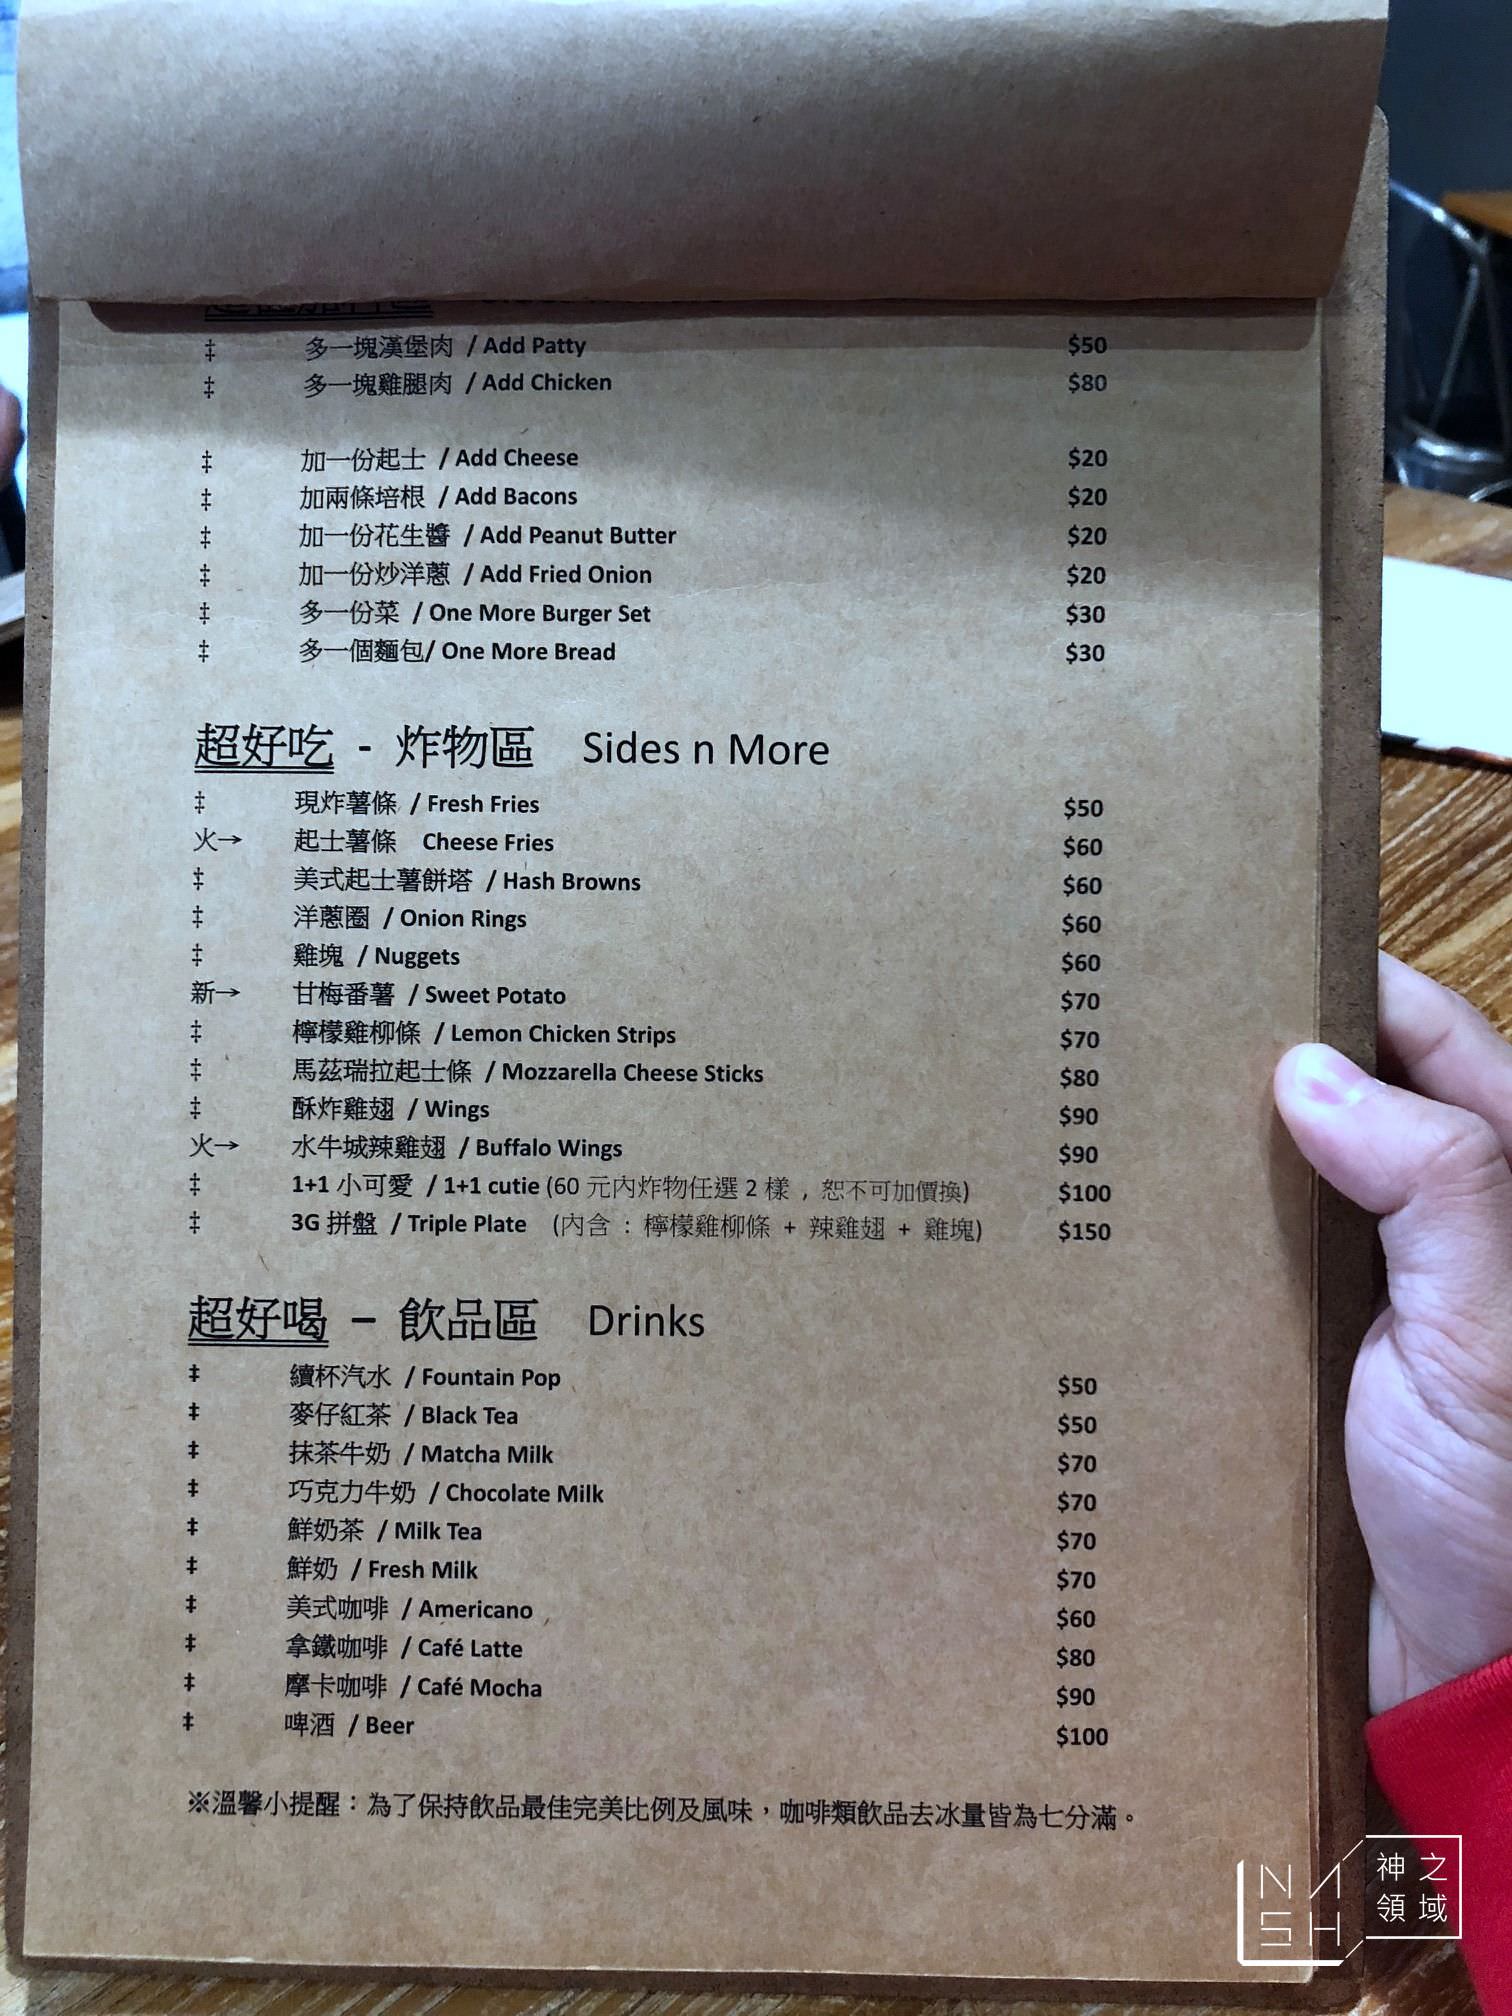 ‡ 多一塊漢堡肉 / Add Patty $50
‡ 多一塊雞腿肉 / Add Chicken $80
‡ 加一份起士 / Add Cheese $20
‡ 加兩條培根 / Add Bacons $20
‡ 加一份花生醬 / Add Peanut Butter $20
‡ 加一份炒洋蔥 / Add Fried Onion $20
‡ 多一份菜 / One More Burger Set $30
‡ 多一個麵包/ One More Bread $30
超好吃 - 炸物區 Sides n More
‡ 現炸薯條 / Fresh Fries $50
火→ 起士薯條 Cheese Fries $60
‡ 美式起士薯餅塔 / Hash Browns $60
‡ 洋蔥圈 / Onion Rings $60
‡ 雞塊 / Nuggets $60
新→ 甘梅番薯 / Sweet Potato $70
‡ 檸檬雞柳條 / Lemon Chicken Strips $70
‡ 馬茲瑞拉起士條 / Mozzarella Cheese Sticks $80
‡ 酥炸雞翅 / Wings $90
火→ 水牛城辣雞翅 / Buffalo Wings $90
‡ 1+1 小可愛 / 1+1 cutie (60 元內炸物任選 2 樣 , 恕不可加價換) $100
‡ 3G 拼盤 / Triple Plate (內含 : 檸檬雞柳條 + 辣雞翅 + 雞塊) $150
超好喝 – 飲品區 Drinks
‡ 續杯汽水 / Fountain Pop $50
‡ 麥仔紅茶 / Black Tea $50
‡ 抹茶牛奶 / Matcha Milk $70
‡ 巧克力牛奶 / Chocolate Milk $70
‡ 鮮奶茶 / Milk Tea $70
‡ 鮮奶 / Fresh Milk $70
‡ 美式咖啡 / Americano $60
‡ 拿鐵咖啡 / Café Latte $80
‡ 摩卡咖啡 / Café Mocha $90
‡ 啤酒 / Beer $100
※溫馨小提醒：為了保持飲品最佳完美比例及風味，咖啡類飲品去冰量皆為七分滿。
NASH
神之
領域